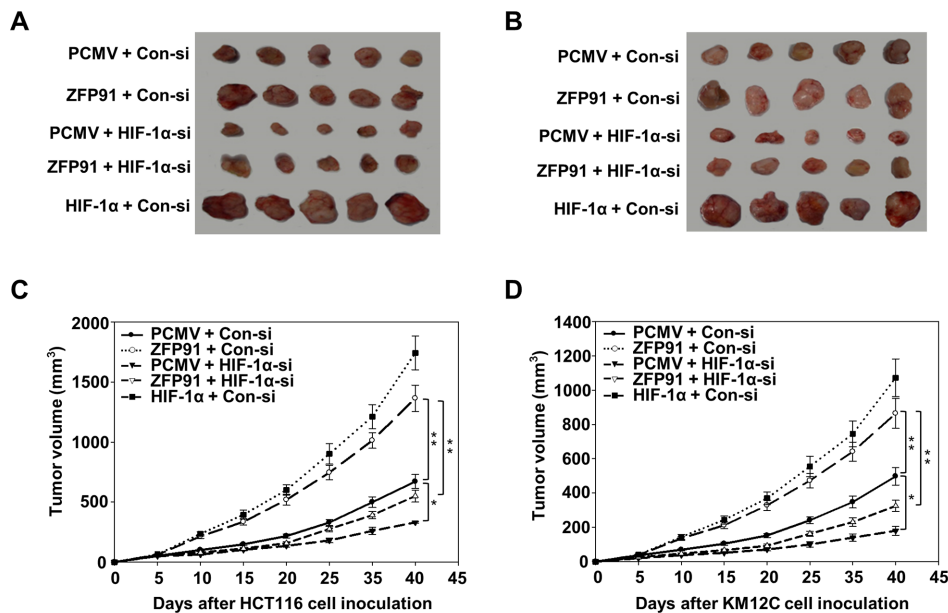 A
PCMV + Con-si
ZFP91 + Con-si
PCMV + HIF-1α-si
ZFP91 + HIF-1α-si
HIF-1α + Con-si
B
PCMV + Con-si
ZFP91 + Con-si
PCMV + HIF-1α-si
ZFP91 + HIF-1α-si
HIF-1α + Con-si
C
Tumor volume (mm³)
2000
1500
1000
500
0
PCMV + Con-si
ZFP91 + Con-si
PCMV + HIF-1α-si
ZFP91 + HIF-1α-si
HIF-1α + Con-si
**
**
*
0 5 10 15 20 25 30 35 40 45
Days after HCT116 cell inoculation
D
Tumor volume (mm³)
1400
1200
1000
800
600
400
200
0
PCMV + Con-si
ZFP91 + Con-si
PCMV + HIF-1α-si
ZFP91 + HIF-1α-si
HIF-1α + Con-si
**
**
*
0 5 10 15 20 25 35 40 45
Days after KM12C cell inoculation